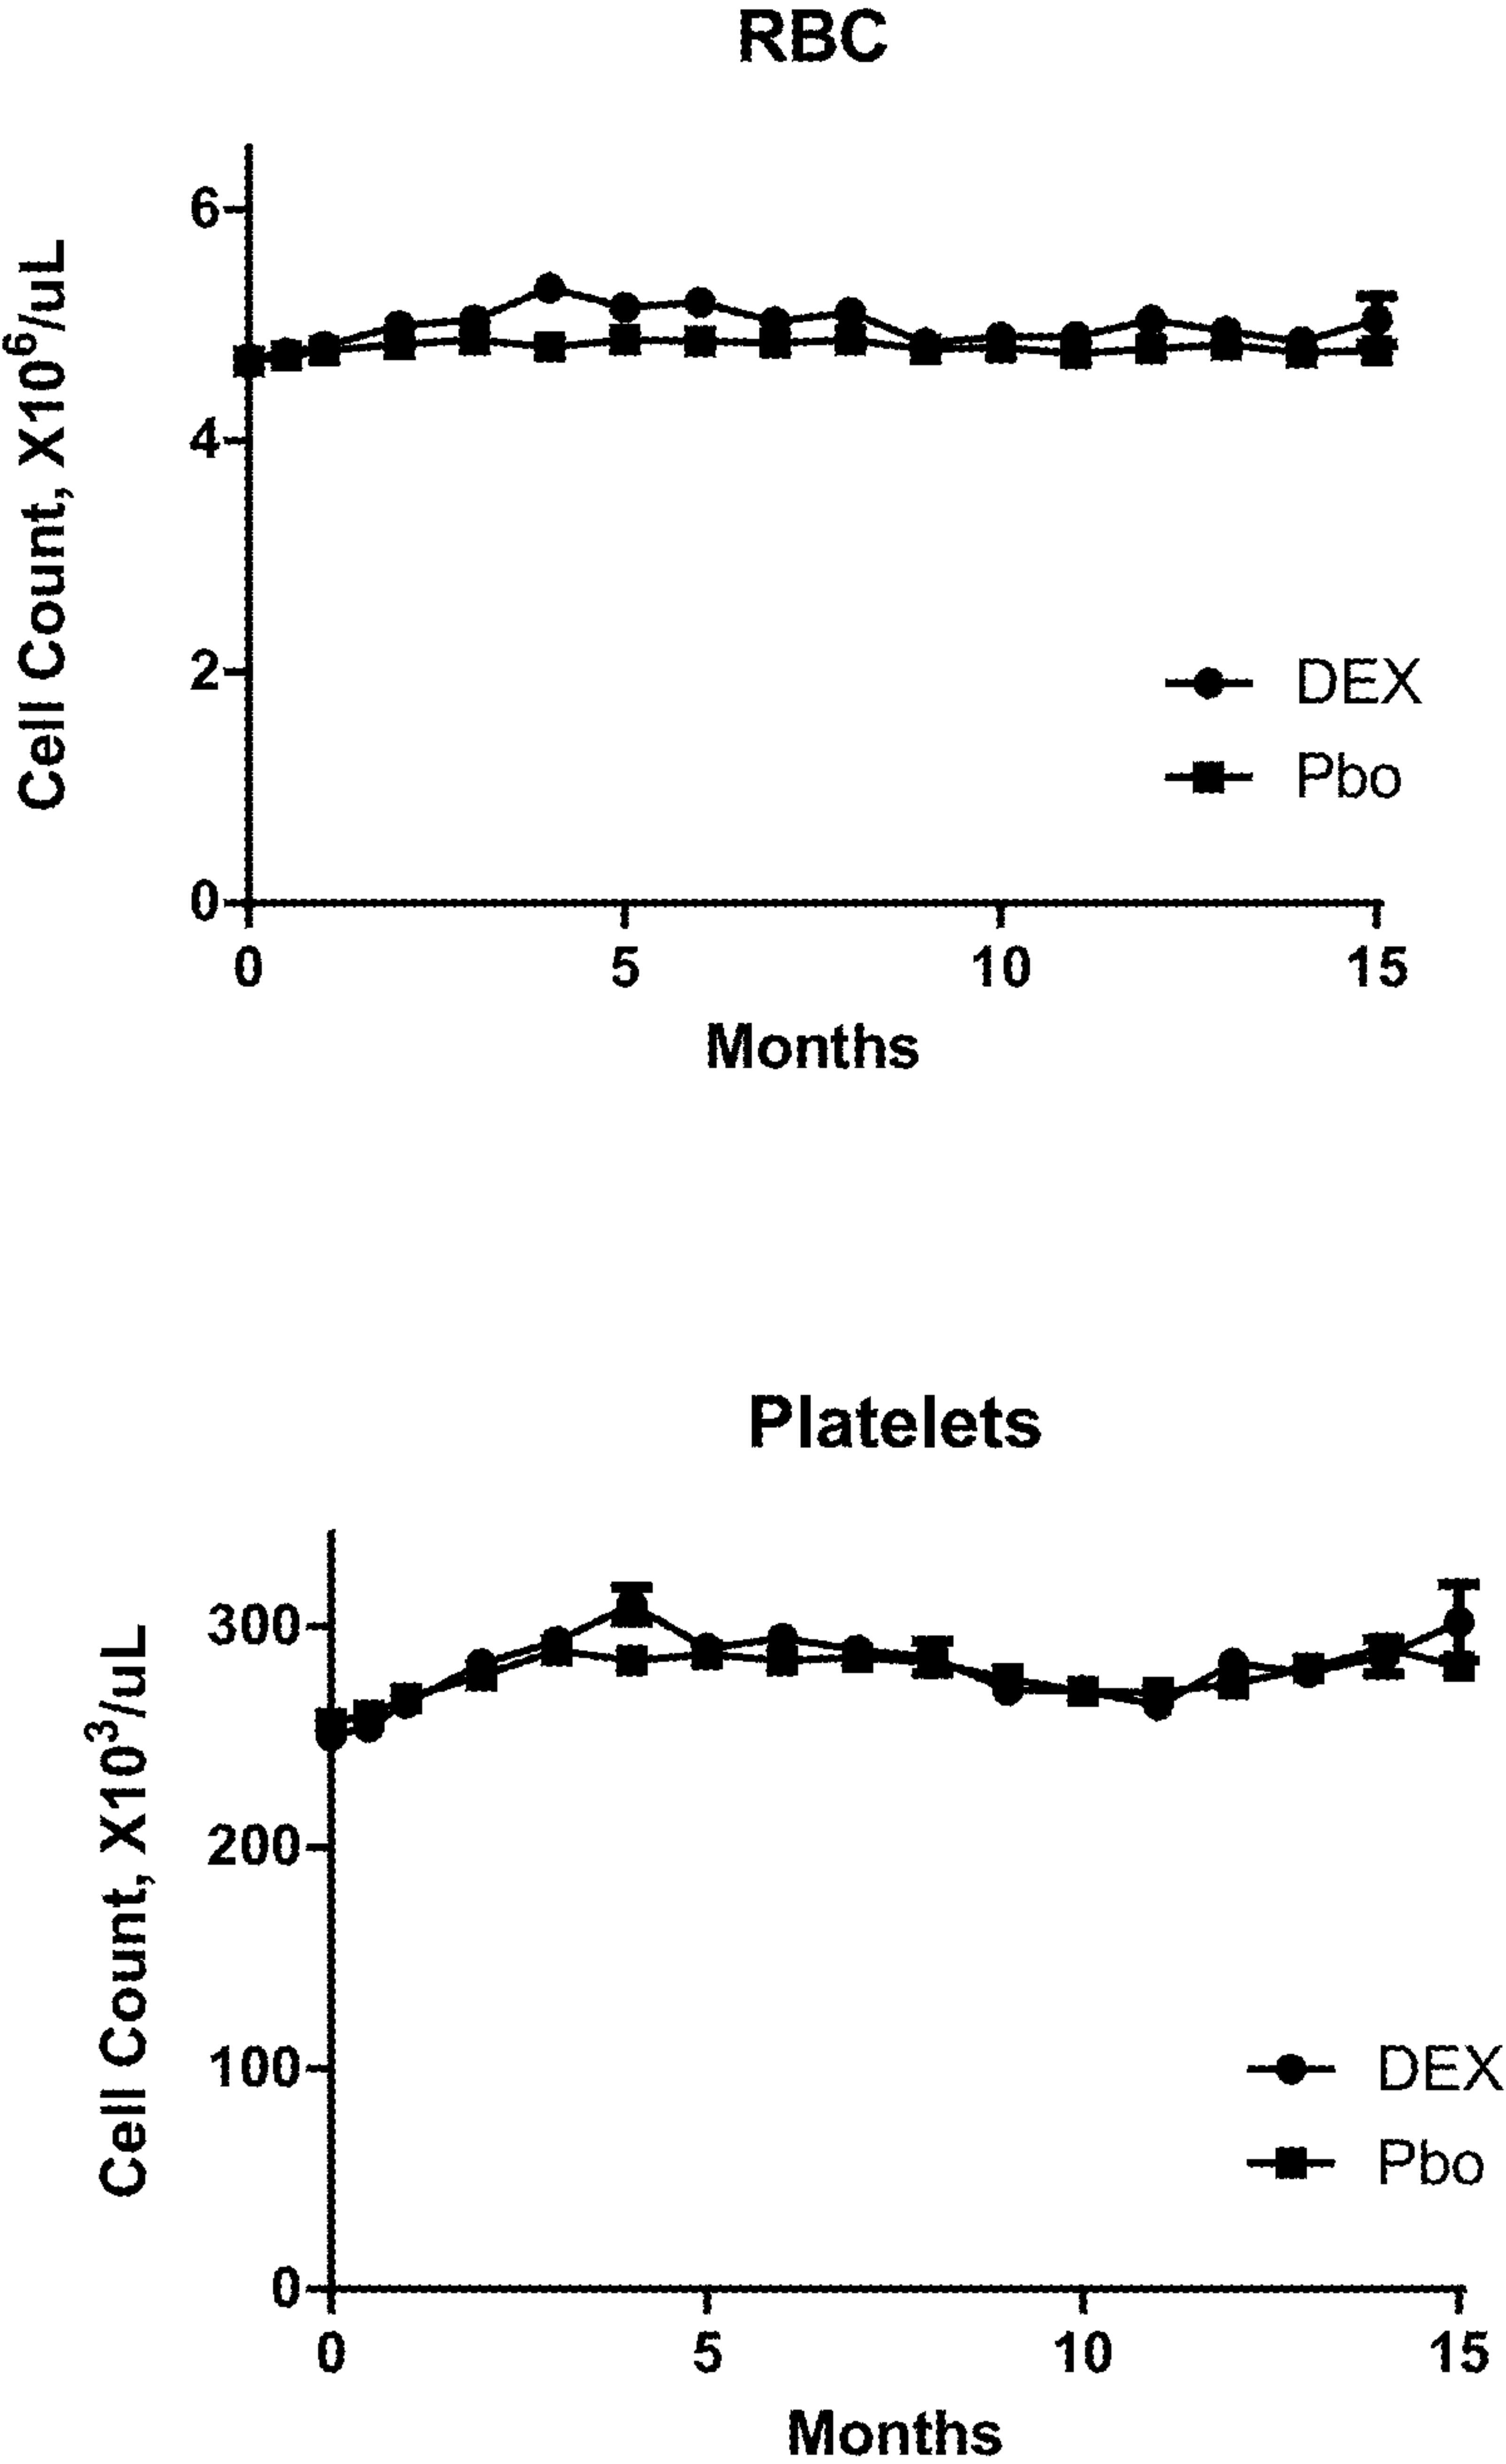 RBC
Cell Count, X10⁶/uL
6
4
2
0
DEX
Pbo
0 5 10 15
Months
Platelets
Cell Count, X10³/uL
300
200
100
0
DEX
Pbo
0 5 10 15
Months